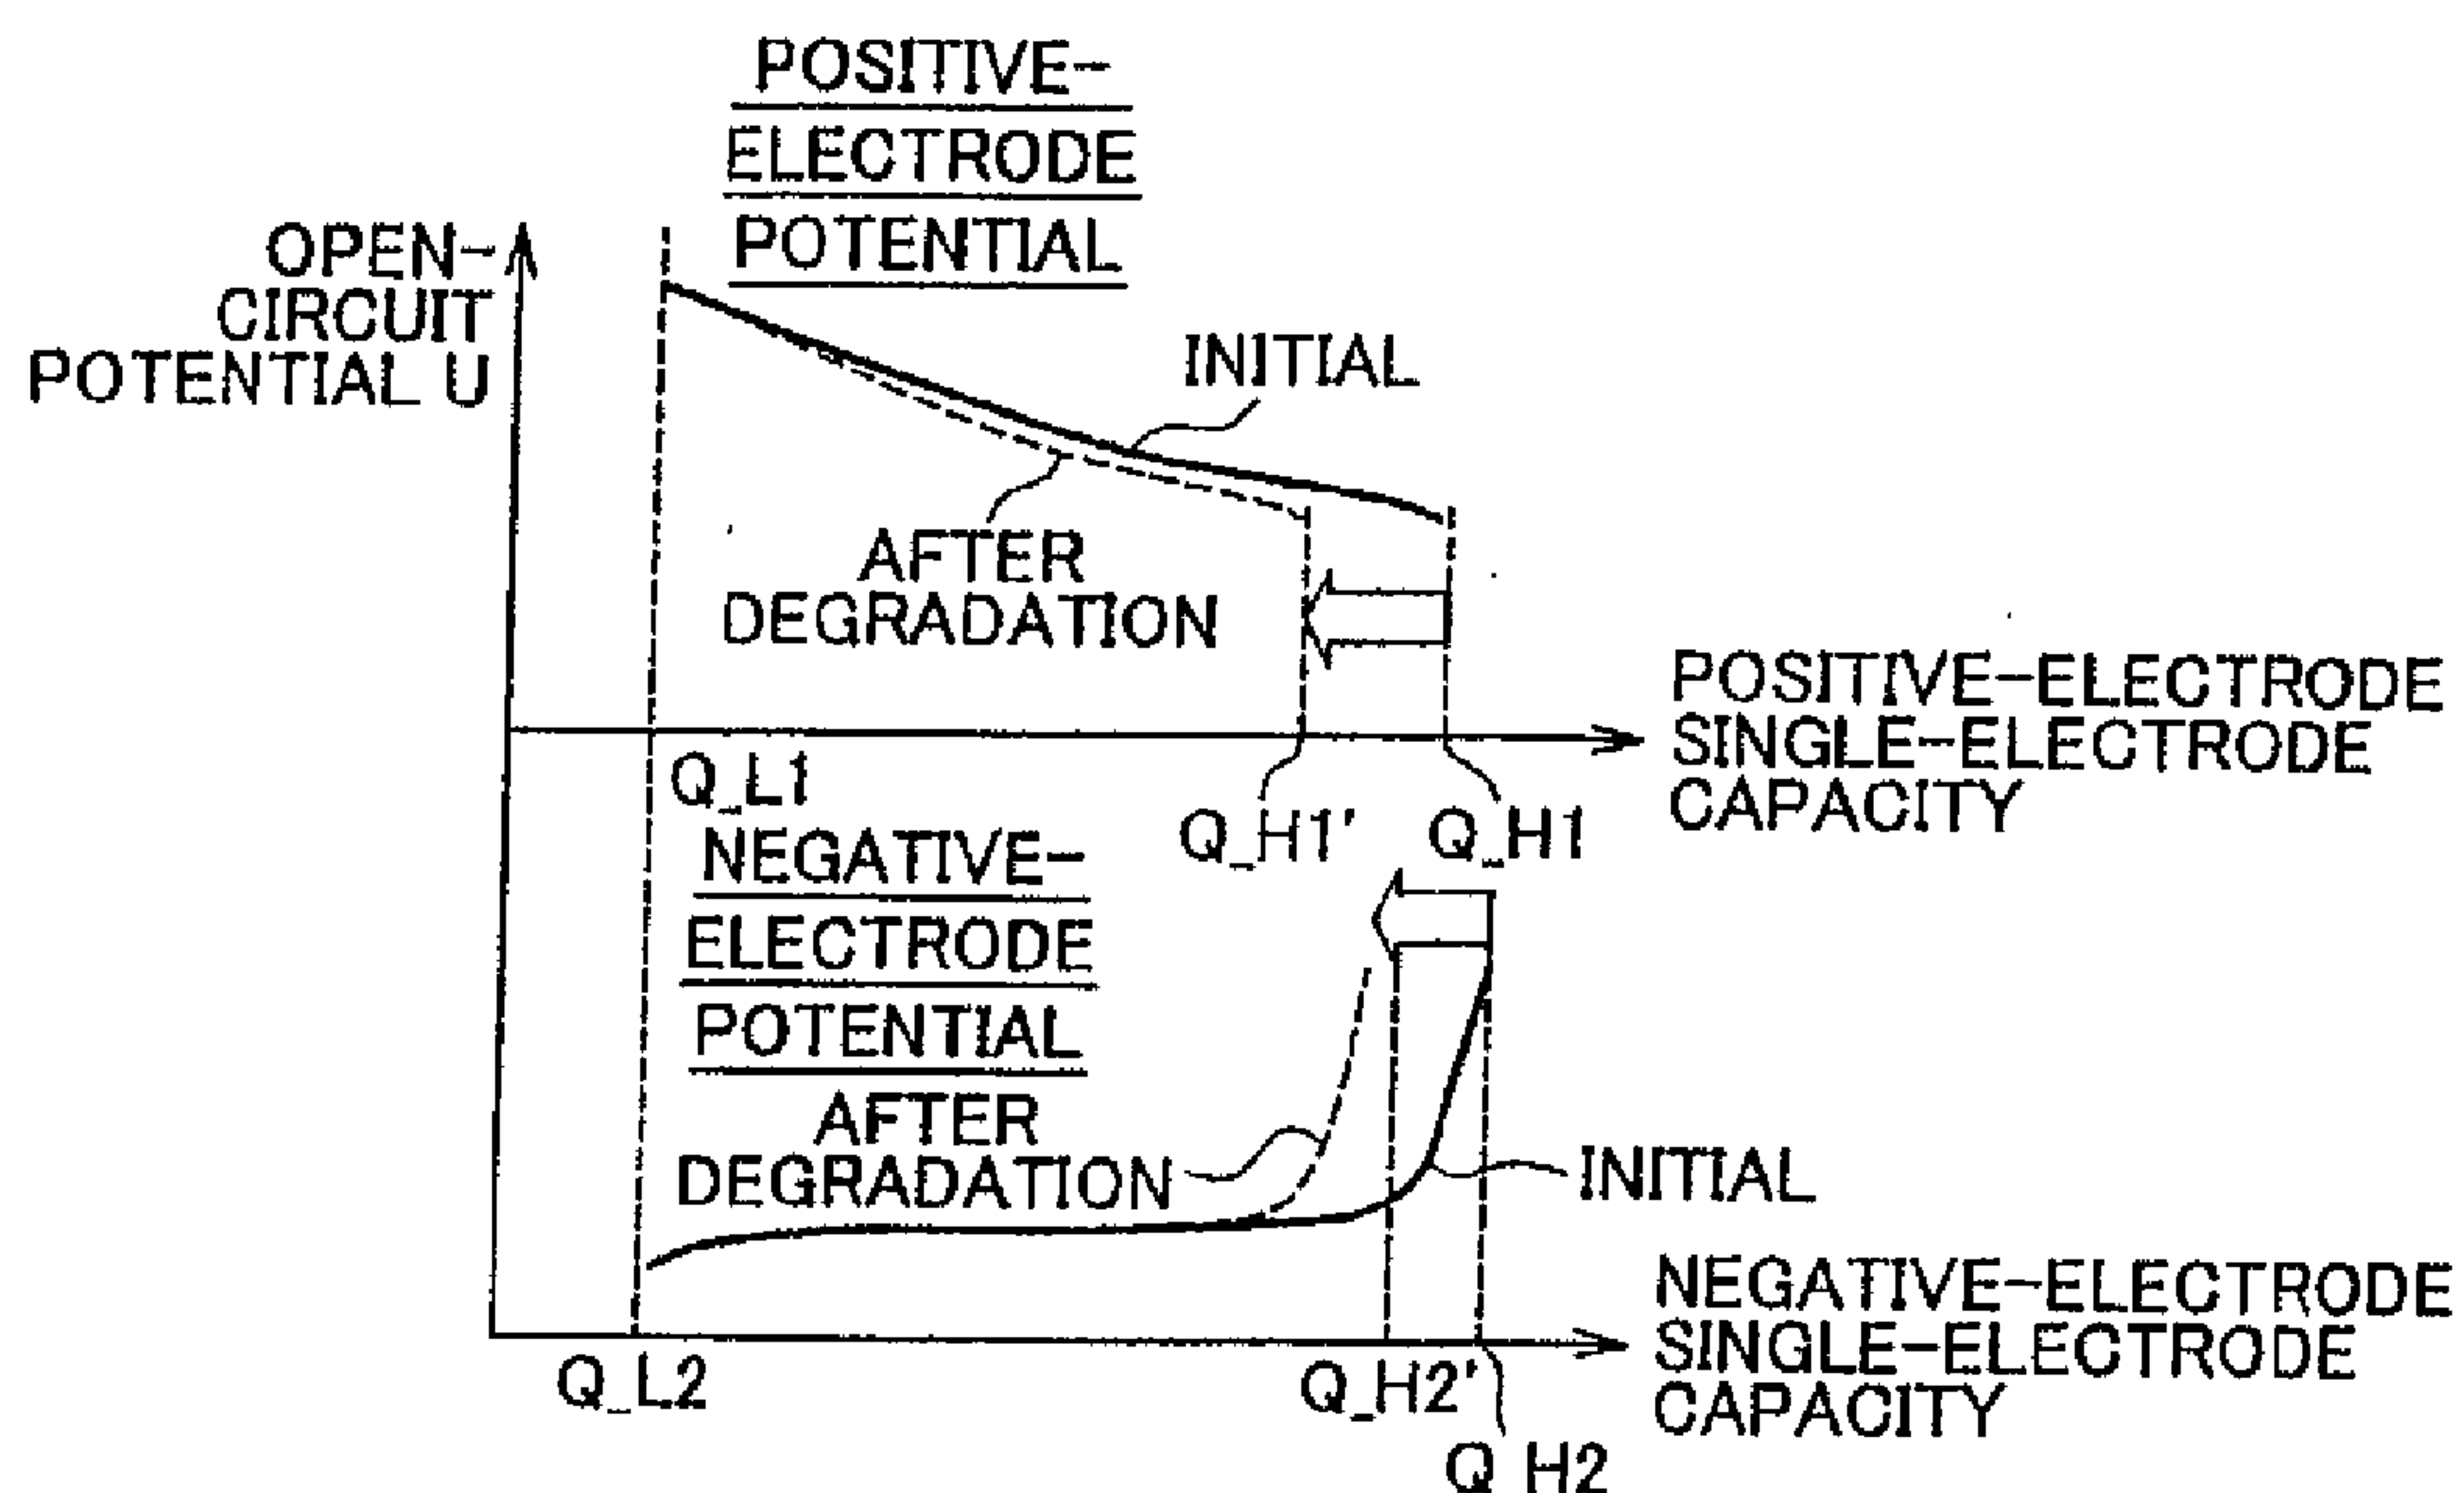 POSITIVE-
ELECTRODE
POTENTIAL
OPEN-
CIRCUIT
POTENTIAL U
INITIAL
AFTER
DEGRADATION
POSITIVE-ELECTRODE
SINGLE-ELECTRODE
CAPACITY
Q_L1
Q_H1'
Q_H1
NEGATIVE-
ELECTRODE
POTENTIAL
AFTER
DEGRADATION
INITIAL
NEGATIVE-ELECTRODE
SINGLE-ELECTRODE
CAPACITY
Q_L2
Q_H2'
Q H2